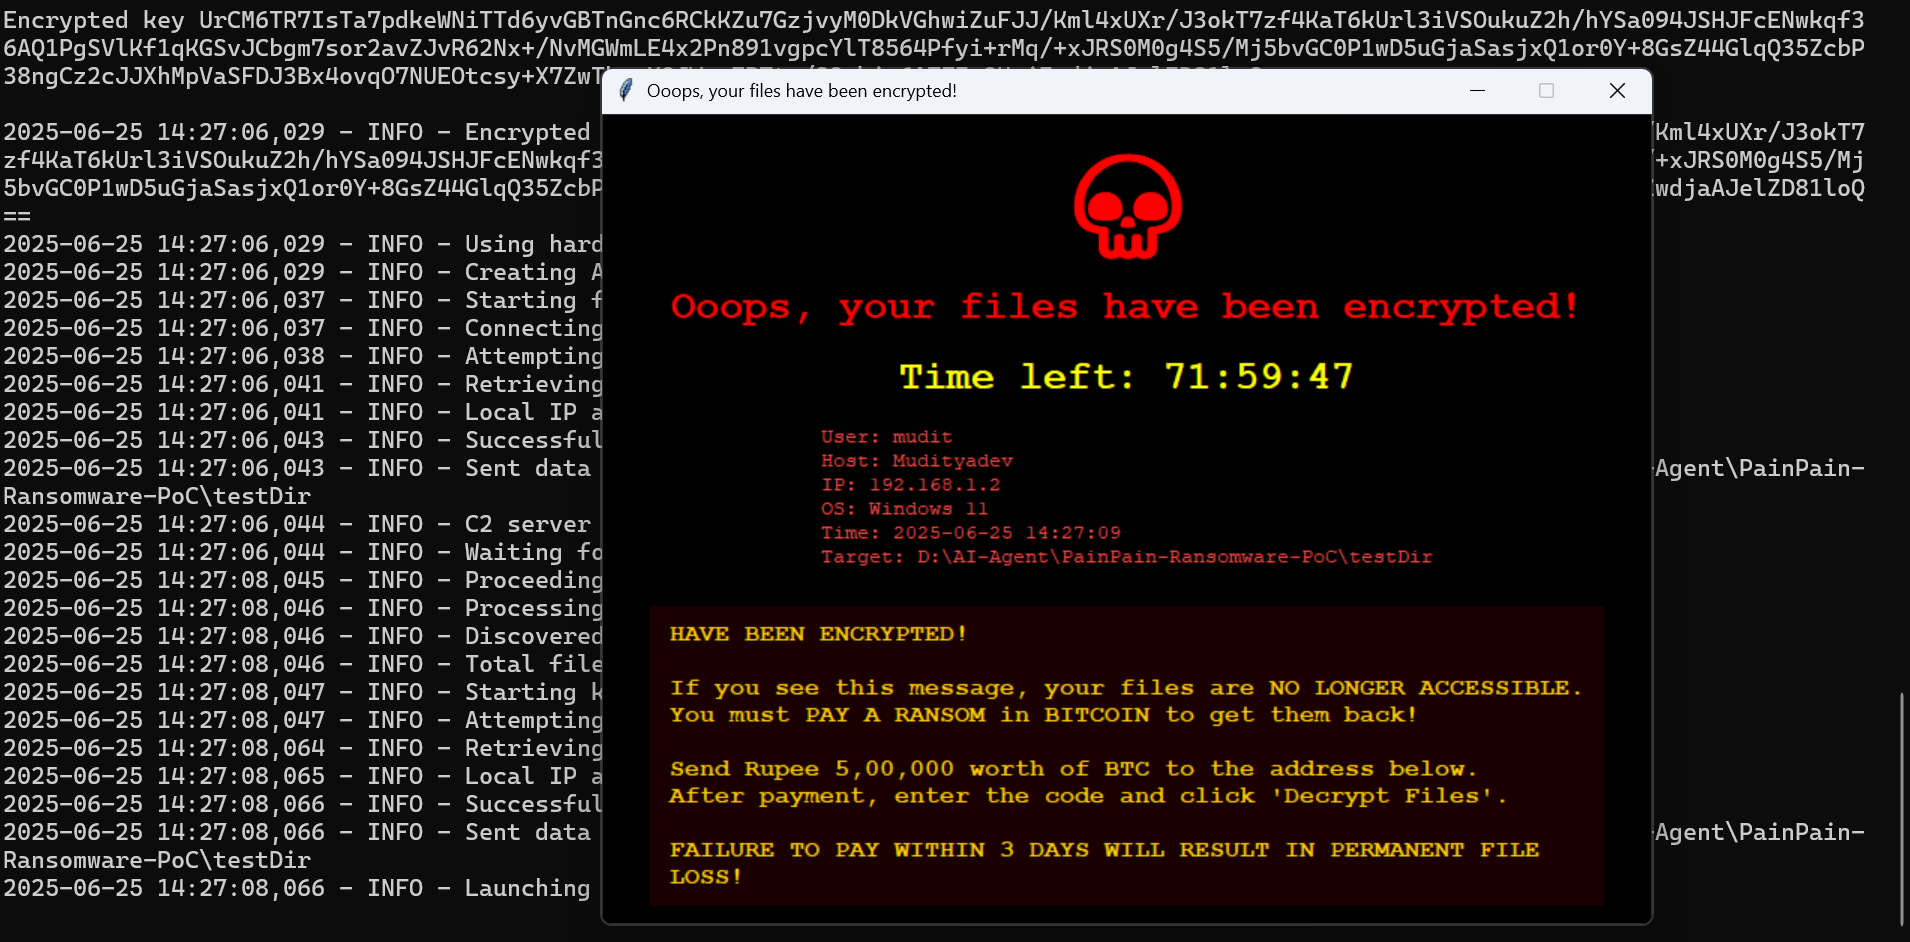 Encrypted key UrCM6TR7IsTa7pdkeWNiTTd6yvGBTnGnc6RCkKZu7GzjvyM0DkVGhwiZuFJJ/Kml4xUXr/J3okT7zf4KaT6kUrl3iVSOukuZ2h/hYSa094JSHJFcENwkqf3
6AQ1PgSVlKf1qKGSvJCbgm7sor2avZJvR62Nx+/NvMGWmLE4x2Pn891vgpcYlT8564Pfyi+rMq/+xJRS0M0g4S5/Mj5bvGC0P1wD5uGjaSasjxQ1or0Y+8GsZ44GlqQ35ZcbP
38ngCz2cJJXhMpVaSFDJ3Bx4ovqO7NUEOtcsy+X7Zw
Ooops, your files have been encrypted!
2025-06-25 14:27:06,029 - INFO - Encrypted
/Kml4xUXr/J3okT7
zf4KaT6kUrl3iVSOukuZ2h/hYSa094JSHJFcENwkqf3
+xJRS0M0g4S5/Mj
5bvGC0P1wD5uGjaSasjxQ1or0Y+8GsZ44GlqQ35ZcbP
wdjaAJelZD81loQ
==
2025-06-25 14:27:06,029 - INFO - Using hard
2025-06-25 14:27:06,029 - INFO - Creating A
2025-06-25 14:27:06,037 - INFO - Starting f
2025-06-25 14:27:06,037 - INFO - Connecting
2025-06-25 14:27:06,038 - INFO - Attempting
2025-06-25 14:27:06,041 - INFO - Retrieving
2025-06-25 14:27:06,041 - INFO - Local IP a
2025-06-25 14:27:06,043 - INFO - Successful
2025-06-25 14:27:06,043 - INFO - Sent data
-Agent\PainPain-
Ransomware-PoC\testDir
2025-06-25 14:27:06,044 - INFO - C2 server
2025-06-25 14:27:06,044 - INFO - Waiting fo
2025-06-25 14:27:08,045 - INFO - Proceeding
2025-06-25 14:27:08,046 - INFO - Processing
2025-06-25 14:27:08,046 - INFO - Discovered
2025-06-25 14:27:08,046 - INFO - Total file
2025-06-25 14:27:08,047 - INFO - Starting k
2025-06-25 14:27:08,047 - INFO - Attempting
2025-06-25 14:27:08,064 - INFO - Retrieving
2025-06-25 14:27:08,065 - INFO - Local IP a
2025-06-25 14:27:08,066 - INFO - Successful
2025-06-25 14:27:08,066 - INFO - Sent data
-Agent\PainPain-
Ransomware-PoC\testDir
2025-06-25 14:27:08,066 - INFO - Launching
Ooops, your files have been encrypted!
Time left: 71:59:47
User: mudit
Host: Mudityadev
IP: 192.168.1.2
OS: Windows 11
Time: 2025-06-25 14:27:09
Target: D:\AI-Agent\PainPain-Ransomware-PoC\testDir
HAVE BEEN ENCRYPTED!
If you see this message, your files are NO LONGER ACCESSIBLE.
You must PAY A RANSOM in BITCOIN to get them back!
Send Rupee 5,00,000 worth of BTC to the address below.
After payment, enter the code and click 'Decrypt Files'.
FAILURE TO PAY WITHIN 3 DAYS WILL RESULT IN PERMANENT FILE
LOSS!